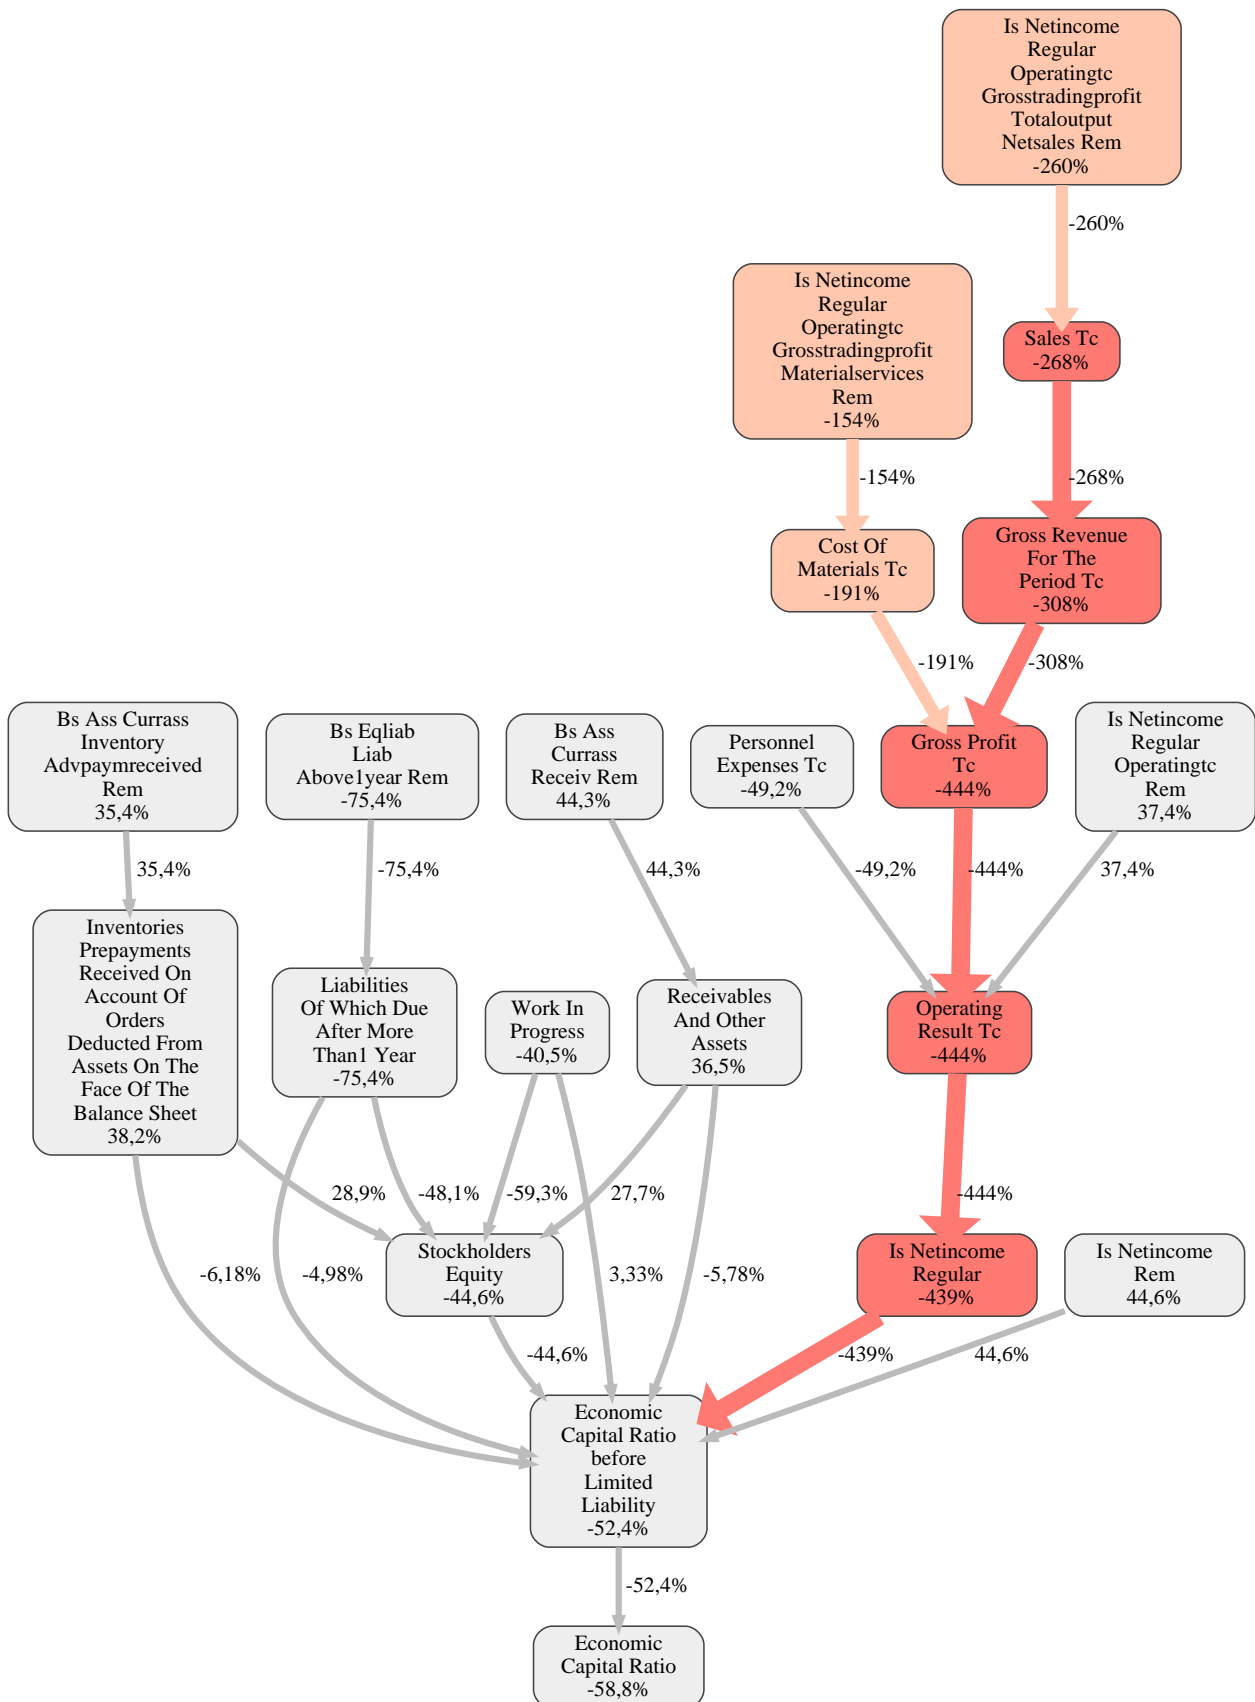 Is Netincome
Regular
Operatingtc
Grosstradingprofit
Totaloutput
Netsales Rem
-260%
-260%
Is Netincome
Regular
Operatingtc
Grosstradingprofit
Materialservices
Rem
-154%
Sales Tc
-268%
-154%
-268%
Cost Of
Materials Tc
-191%
Gross Revenue
For The
Period Tc
-308%
-191%
-308%
Bs Ass Currass
Inventory
Advpaymreceived
Rem
35,4%
Bs Eqliab
Liab
Above1year Rem
-75,4%
Bs Ass
Currass
Receiv Rem
44,3%
Personnel
Expenses Tc
-49,2%
Gross Profit
Tc
-444%
Is Netincome
Regular
Operatingtc
Rem
37,4%
35,4%
-75,4%
44,3%
-49,2%
-444%
37,4%
Inventories
Prepayments
Received On
Account Of
Orders
Deducted From
Assets On The
Face Of The
Balance Sheet
38,2%
Liabilities
Of Which Due
After More
Than1 Year
-75,4%
Work In
Progress
-40,5%
Receivables
And Other
Assets
36,5%
Operating
Result Tc
-444%
28,9%
-48,1%
-59,3%
27,7%
-444%
Stockholders
Equity
-44,6%
Is Netincome
Regular
-439%
Is Netincome
Rem
44,6%
-6,18%
-4,98%
3,33%
-5,78%
-44,6%
-439%
44,6%
Economic
Capital Ratio
before
Limited
Liability
-52,4%
-52,4%
Economic
Capital Ratio
-58,8%